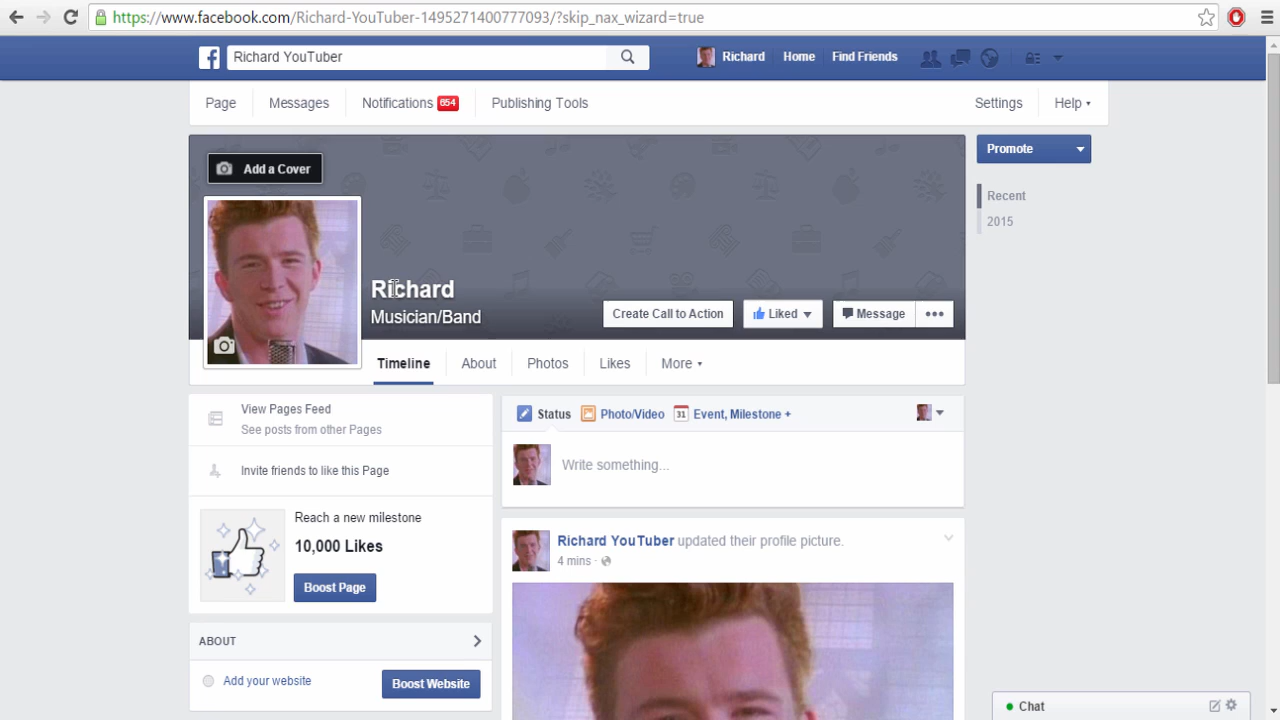 https://www.facebook.com/Richard-YouTuber-1495271400777093/?skip_nax_wizard=true
Richard YouTuber
Richard Home Find Friends
Page Messages Notifications 654 Publishing Tools Settings Help
Add a Cover
Promote
Recent
2015
Richard
Musician/Band
Create Call to Action Liked Message
Timeline About Photos Likes More
View Pages Feed
See posts from other Pages
Invite friends to like this Page
Reach a new milestone
10,000 Likes
Boost Page
ABOUT
Add your website
Boost Website
Status Photo/Video 31 Event, Milestone +
Write something...
Richard YouTuber updated their profile picture.
4 mins ·
Chat